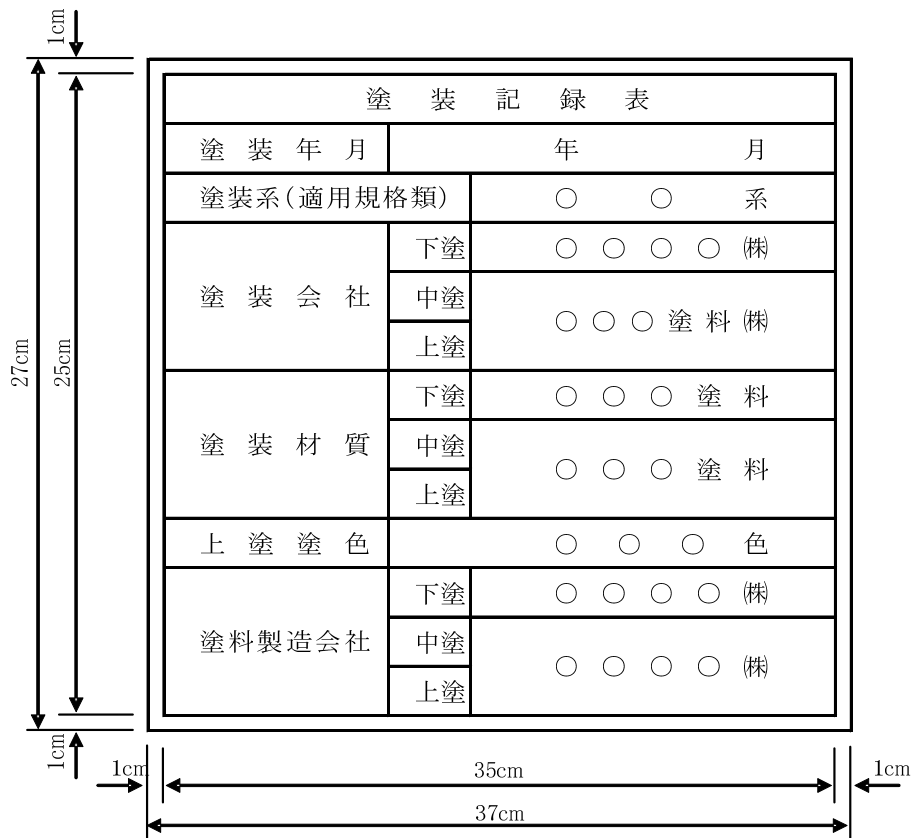 1cm
27cm
25cm
塗装記録表
塗装年月 年 月
塗装系(適用規格類) ○ ○ 系
塗装会社
下塗 ○○○○㈱
中塗
上塗
○○○塗料㈱
塗装材質
下塗 ○○○塗料
中塗
上塗
○○○塗料
上塗塗色 ○○○色
塗料製造会社
下塗 ○○○○㈱
中塗
上塗
○○○○㈱
1cm
1cm
35cm
1cm
37cm